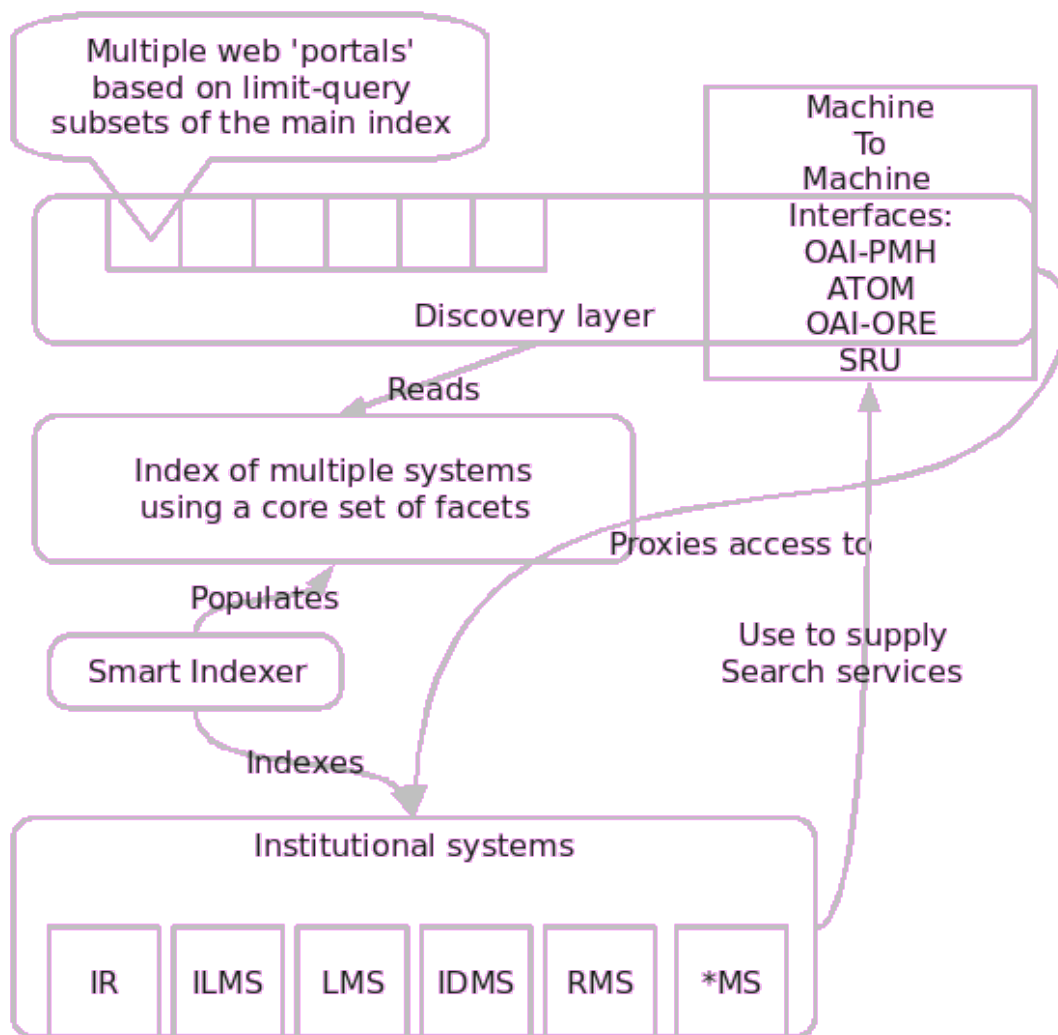 Multiple web 'portals'
based on limit-query
subsets of the main index
Machine
To
Machine
Interfaces:
OAI-PMH
ATOM
OAI-ORE
SRU
Discovery layer
Reads
Index of multiple systems
using a core set of facets
Proxies access to
Populates
Use to supply
Search services
Smart Indexer
Indexes
Institutional systems
IR
ILMS
LMS
IDMS
RMS
*MS